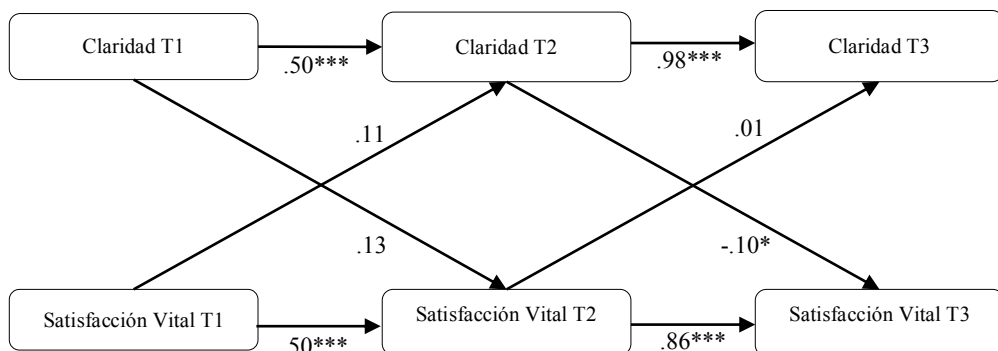 Claridad T1
Claridad T2
Claridad T3
.50***
.98***
.11
.01
.13
-.10*
Satisfacción Vital T1
Satisfacción Vital T2
Satisfacción Vital T3
.50***
.86***